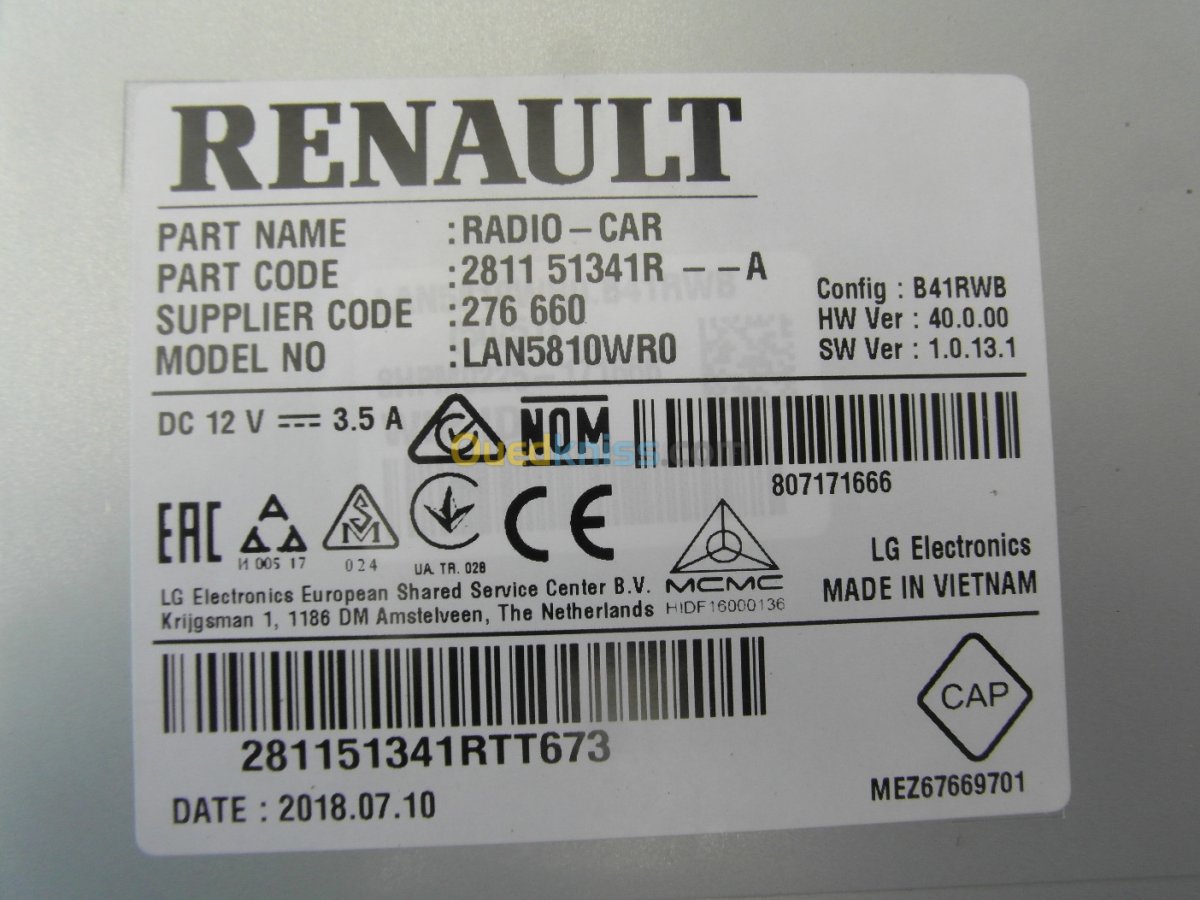 RENAULT
PART NAME :RADIO-CAR
PART CODE :2811 51341R --A
SUPPLIER CODE :276 660
MODEL NO :LAN5810WR0
Config : B41RWB
HW Ver : 40.0.00
SW Ver : 1.0.13.1
DC 12 V ⎓ 3.5 A
NOM
Ouedkniss.com
807171666
EAC
И 005 17
S
M
024
UA. TR. 028
CE
MCMC
HIDF16000136
LG Electronics
MADE IN VIETNAM
LG Electronics European Shared Service Center B.V.
Krijgsman 1, 1186 DM Amstelveen, The Netherlands
281151341RTT673
CAP
DATE : 2018.07.10
MEZ67669701